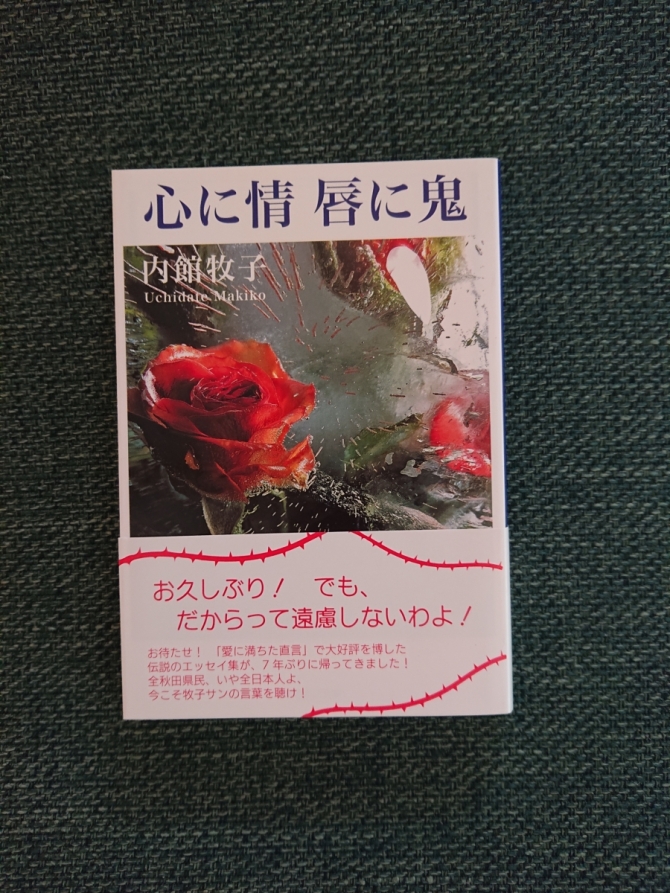 心に情 唇に鬼
内館牧子
Uchidate Makiko
お久しぶり！ でも、
だからって遠慮しないわよ！
お待たせ！ 「愛に満ちた直言」で大好評を博した
伝説のエッセイ集が、7年ぶりに帰ってきました！
全秋田県民、いや全日本人よ、
今こそ牧子サンの言葉を聴け！